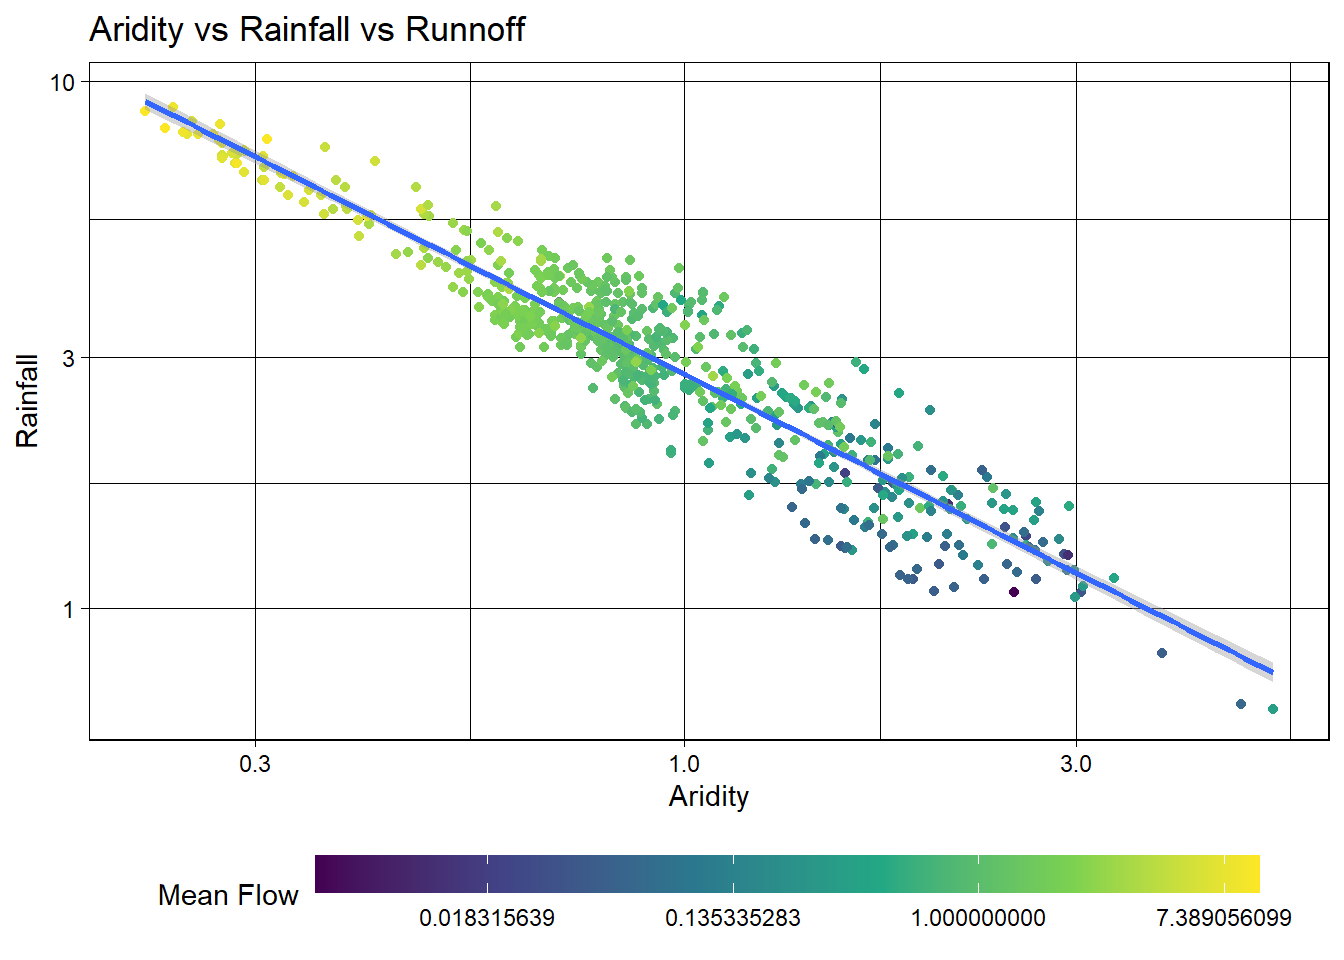 Aridity vs Rainfall vs Runnoff
10
3
1
Rainfall
0.3 1.0 3.0
Aridity
Mean Flow
0.018315639 0.135335283 1.000000000 7.389056099